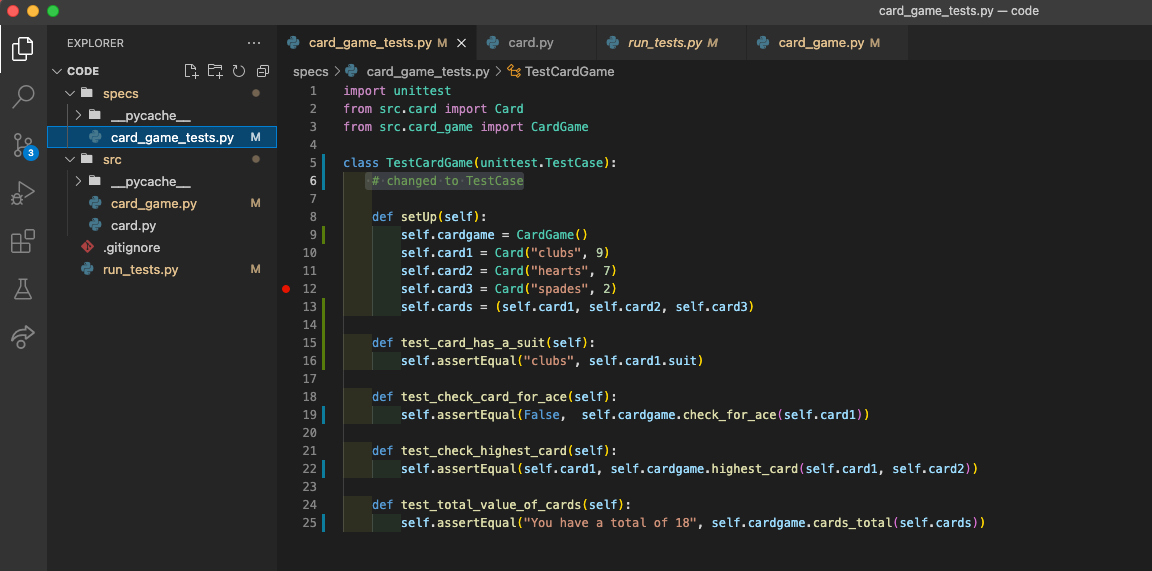 card_game_tests.py — code
EXPLORER ...
card_game_tests.py M
card.py
run_tests.py M
card_game.py M
CODE
specs
__pycache__
card_game_tests.py M
src
__pycache__
card_game.py M
card.py
.gitignore
run_tests.py M
3
specs > card_game_tests.py > TestCardGame
1 import unittest
2 from src.card import Card
3 from src.card_game import CardGame
4
5 class TestCardGame(unittest.TestCase):
6 # changed to TestCase
7
8 def setUp(self):
9 self.cardgame = CardGame()
10 self.card1 = Card("clubs", 9)
11 self.card2 = Card("hearts", 7)
12 self.card3 = Card("spades", 2)
13 self.cards = (self.card1, self.card2, self.card3)
14
15 def test_card_has_a_suit(self):
16 self.assertEqual("clubs", self.card1.suit)
17
18 def test_check_card_for_ace(self):
19 self.assertEqual(False,  self.cardgame.check_for_ace(self.card1))
20
21 def test_check_highest_card(self):
22 self.assertEqual(self.card1, self.cardgame.highest_card(self.card1, self.card2))
23
24 def test_total_value_of_cards(self):
25 self.assertEqual("You have a total of 18", self.cardgame.cards_total(self.cards))